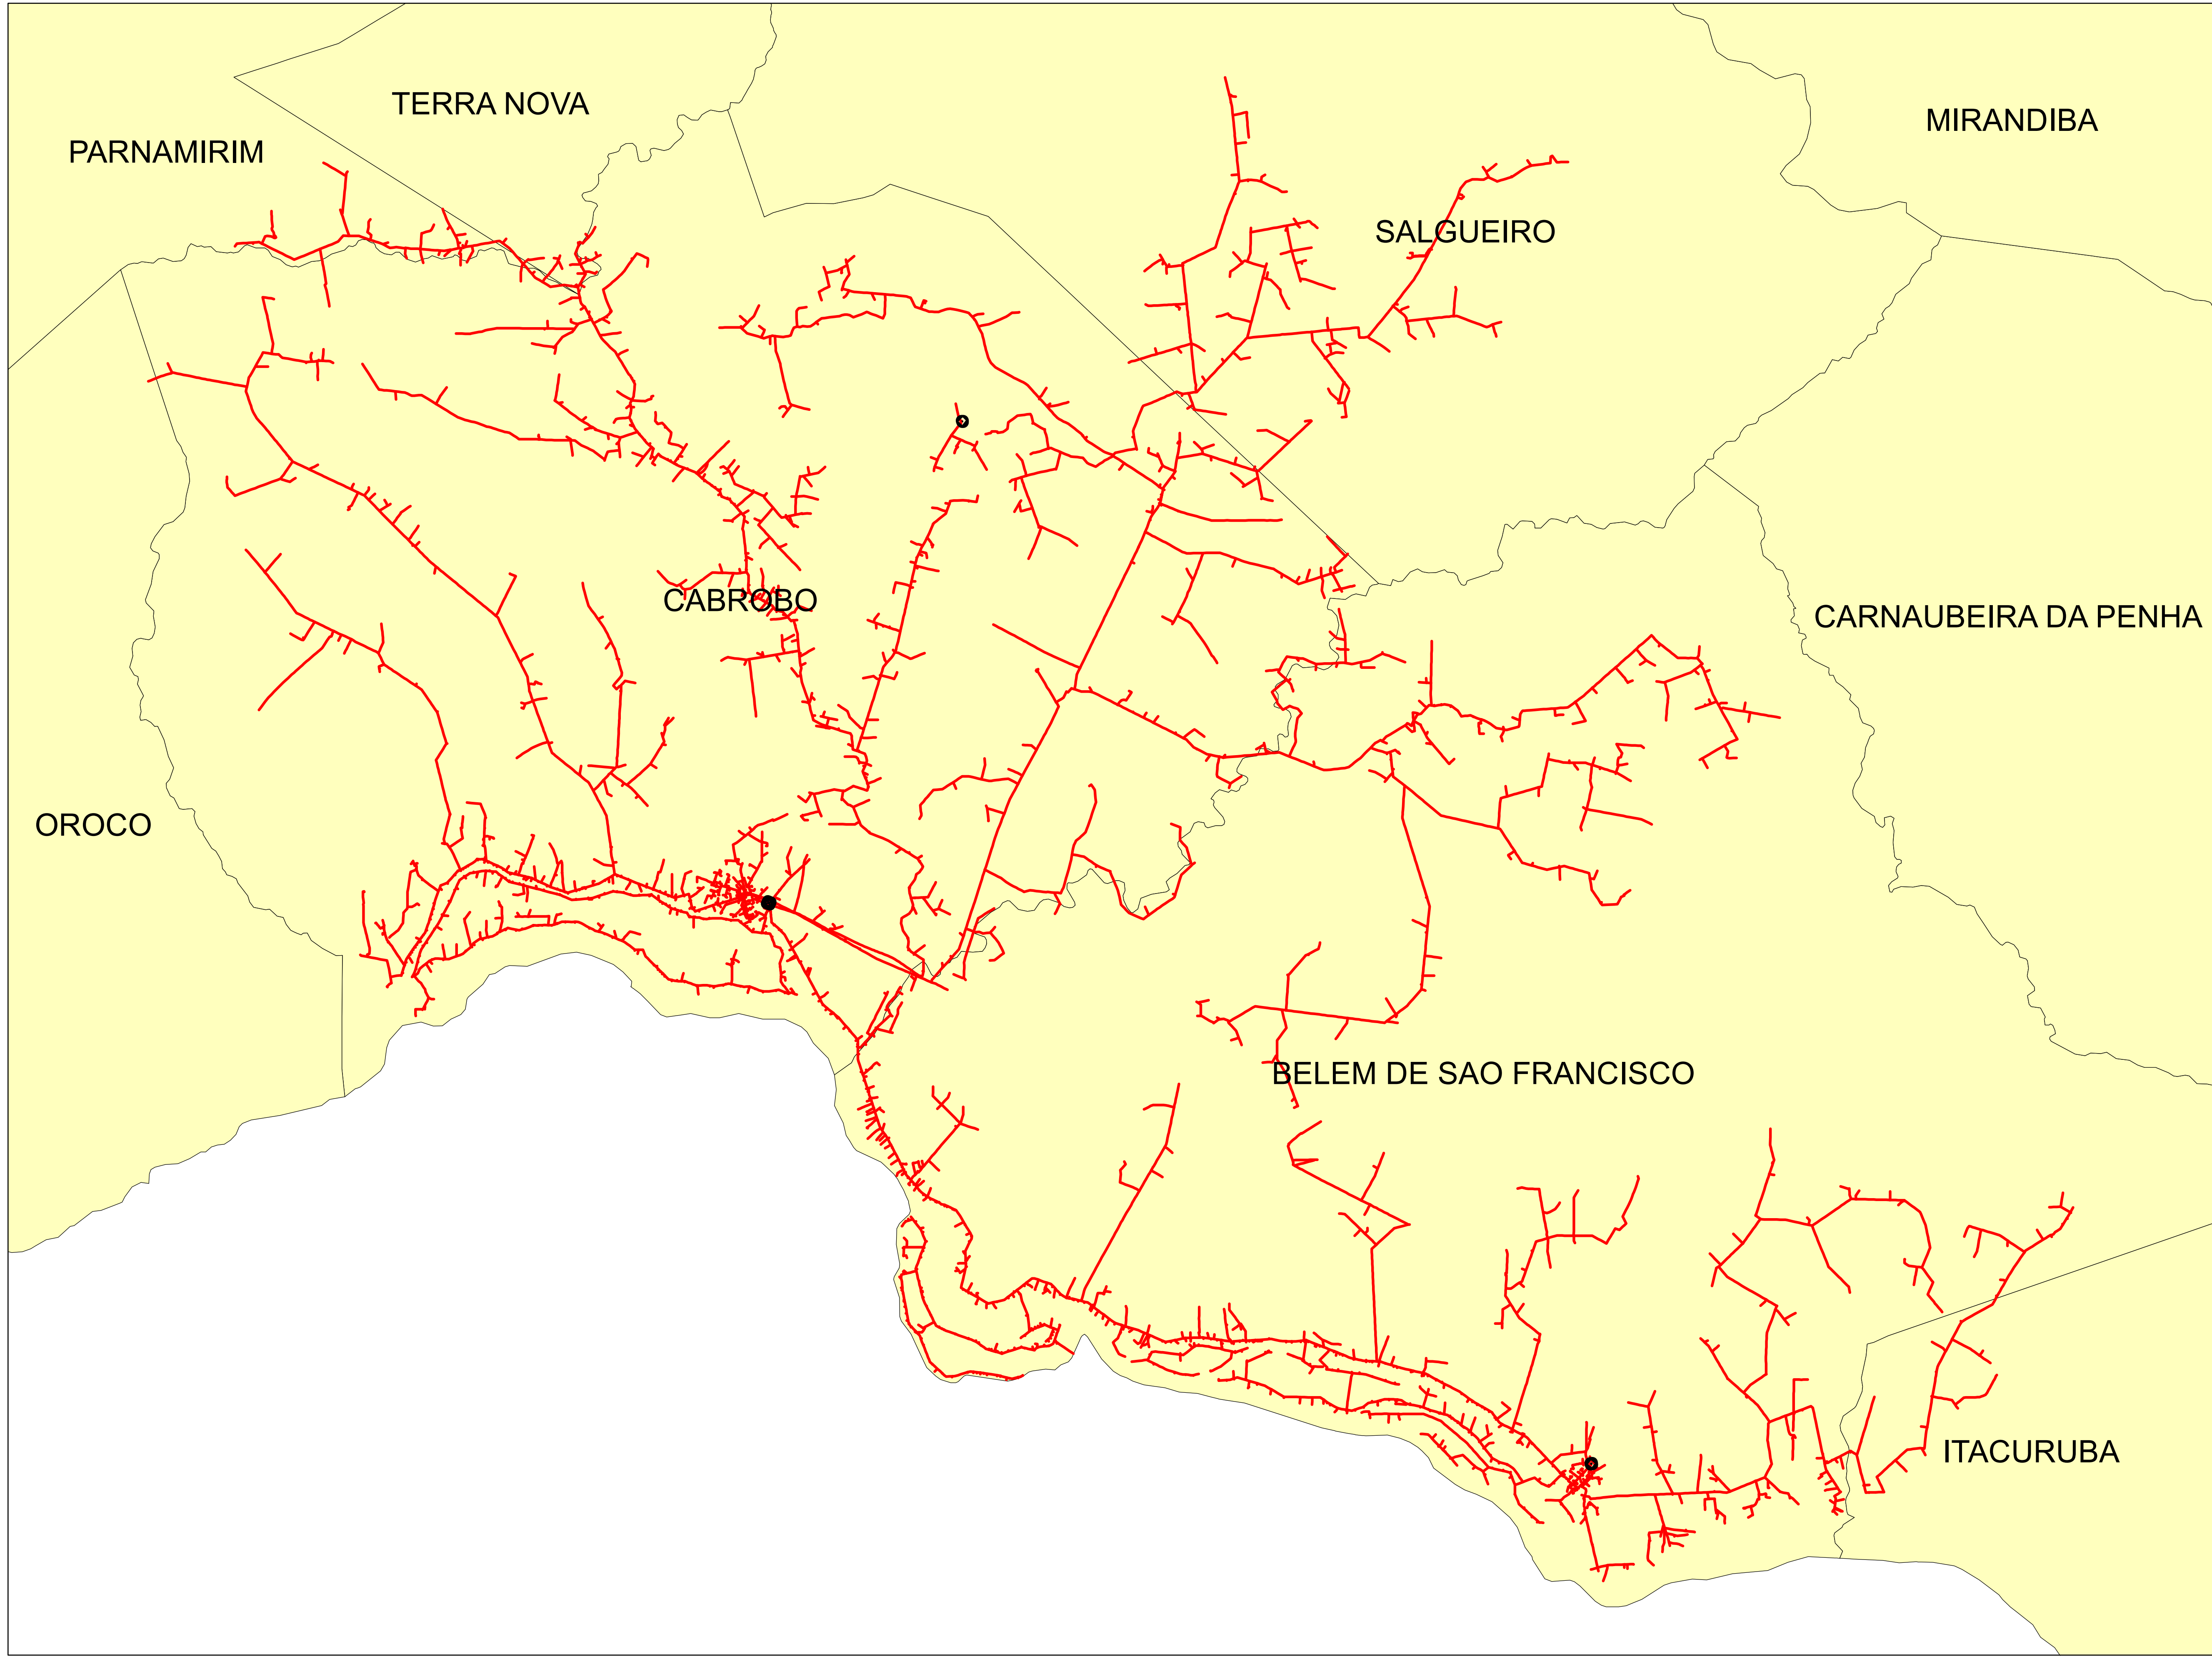 TERRA NOVA
MIRANDIBA
PARNAMIRIM
SALGUEIRO
CABROBO
CARNAUBEIRA DA PENHA
OROCO
BELEM DE SAO FRANCISCO
ITACURUBA